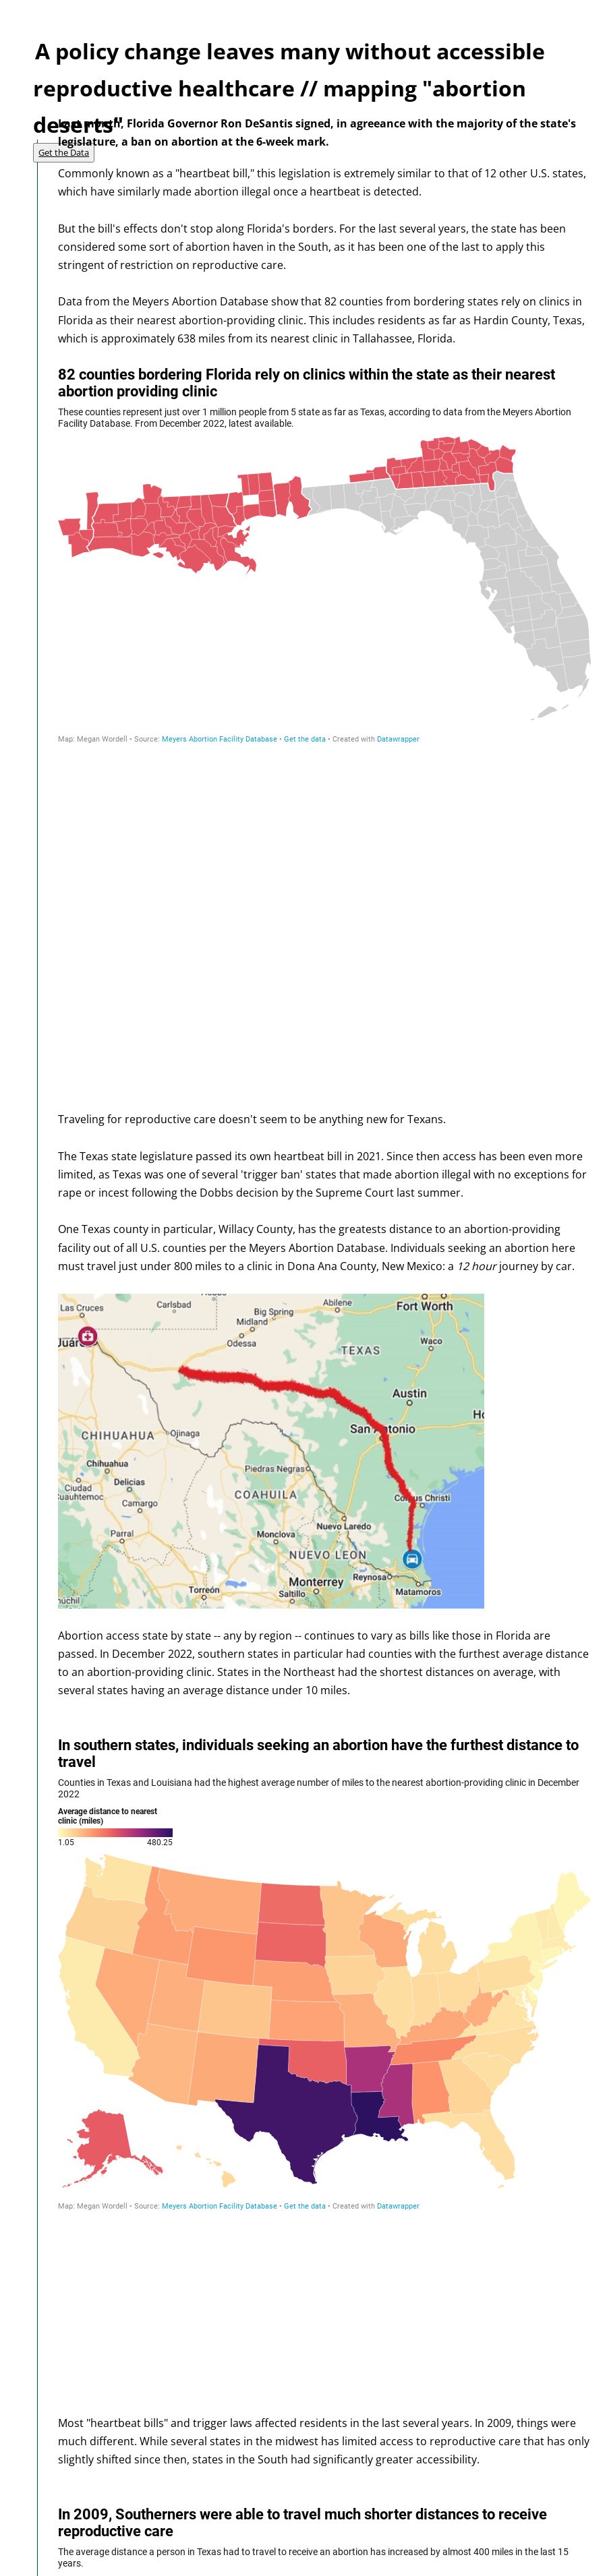 A policy change leaves many without accessible
reproductive healthcare // mapping "abortion
deserts"
Last month, Florida Governor Ron DeSantis signed, in agreeance with the majority of the state's
legislature, a ban on abortion at the 6-week mark.
Get the Data
Commonly known as a "heartbeat bill," this legislation is extremely similar to that of 12 other U.S. states,
which have similarly made abortion illegal once a heartbeat is detected.
But the bill's effects don't stop along Florida's borders. For the last several years, the state has been
considered some sort of abortion haven in the South, as it has been one of the last to apply this
stringent of restriction on reproductive care.
Data from the Meyers Abortion Database show that 82 counties from bordering states rely on clinics in
Florida as their nearest abortion-providing clinic. This includes residents as far as Hardin County, Texas,
which is approximately 638 miles from its nearest clinic in Tallahassee, Florida.
82 counties bordering Florida rely on clinics within the state as their nearest
abortion providing clinic
These counties represent just over 1 million people from 5 state as far as Texas, according to data from the Meyers Abortion
Facility Database. From December 2022, latest available.
Map: Megan Wordell • Source: Meyers Abortion Facility Database • Get the data • Created with Datawrapper
Traveling for reproductive care doesn't seem to be anything new for Texans.
The Texas state legislature passed its own heartbeat bill in 2021. Since then access has been even more
limited, as Texas was one of several 'trigger ban' states that made abortion illegal with no exceptions for
rape or incest following the Dobbs decision by the Supreme Court last summer.
One Texas county in particular, Willacy County, has the greatests distance to an abortion-providing
facility out of all U.S. counties per the Meyers Abortion Database. Individuals seeking an abortion here
must travel just under 800 miles to a clinic in Dona Ana County, New Mexico: a 12 hour journey by car.
Las Cruces
Carlsbad
Abilene
Fort Worth
Big Spring
Midland
Odessa
Juár
TEXAS
Waco
Austin
San Antonio
CHIHUAHUA
Ojinaga
Chihuahua
Delicias
Ciudad
Cuauhtemoc
Camargo
Piedras Negras
COAHUILA
Corpus Christi
Parral
Monclova
Nuevo Laredo
NUEVO LEON
Monterrey
Reynosa
Matamoros
Torreón
Saltillo
nuchil
Abortion access state by state -- any by region -- continues to vary as bills like those in Florida are
passed. In December 2022, southern states in particular had counties with the furthest average distance
to an abortion-providing clinic. States in the Northeast had the shortest distances on average, with
several states having an average distance under 10 miles.
In southern states, individuals seeking an abortion have the furthest distance to
travel
Counties in Texas and Louisiana had the highest average number of miles to the nearest abortion-providing clinic in December
2022
Average distance to nearest
clinic (miles)
1.05 480.25
Map: Megan Wordell • Source: Meyers Abortion Facility Database • Get the data • Created with Datawrapper
Most "heartbeat bills" and trigger laws affected residents in the last several years. In 2009, things were
much different. While several states in the midwest has limited access to reproductive care that has only
slightly shifted since then, states in the South had significantly greater accessibility.
In 2009, Southerners were able to travel much shorter distances to receive
reproductive care
The average distance a person in Texas had to travel to receive an abortion has increased by almost 400 miles in the last 15
years.